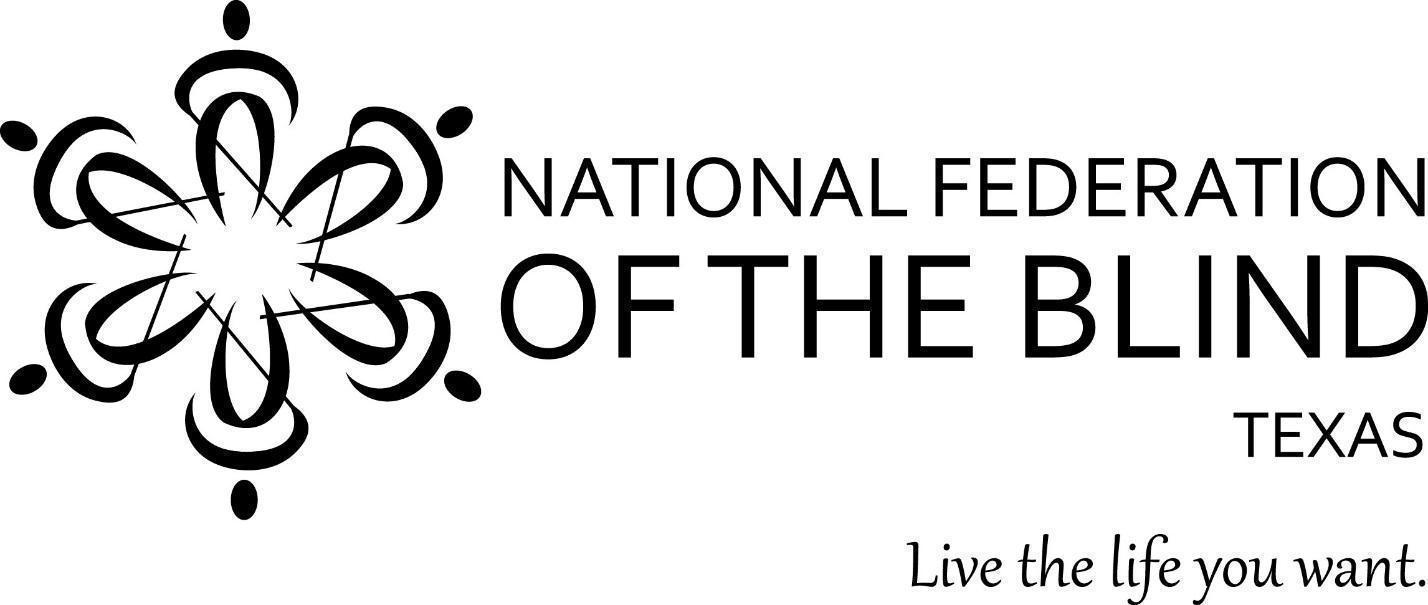 NATIONAL FEDERATION
OF THE BLIND
TEXAS
Live the life you want.